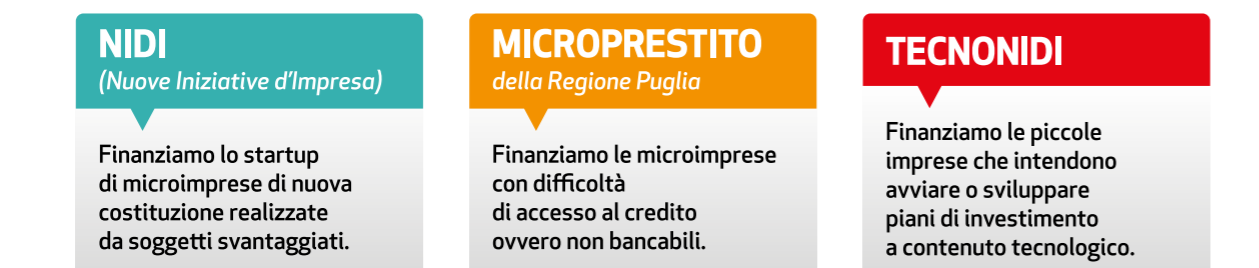 NIDI
(Nuove Iniziative d'Impresa)
Finanziamo lo startup
di microimprese di nuova
costituzione realizzate
da soggetti svantaggiati.
MICROPRESTITO
della Regione Puglia
Finanziamo le microimprese
con difficoltà
di accesso al credito
ovvero non bancabili.
TECNONIDI
Finanziamo le piccole
imprese che intendono
avviare o sviluppare
piani di investimento
a contenuto tecnologico.